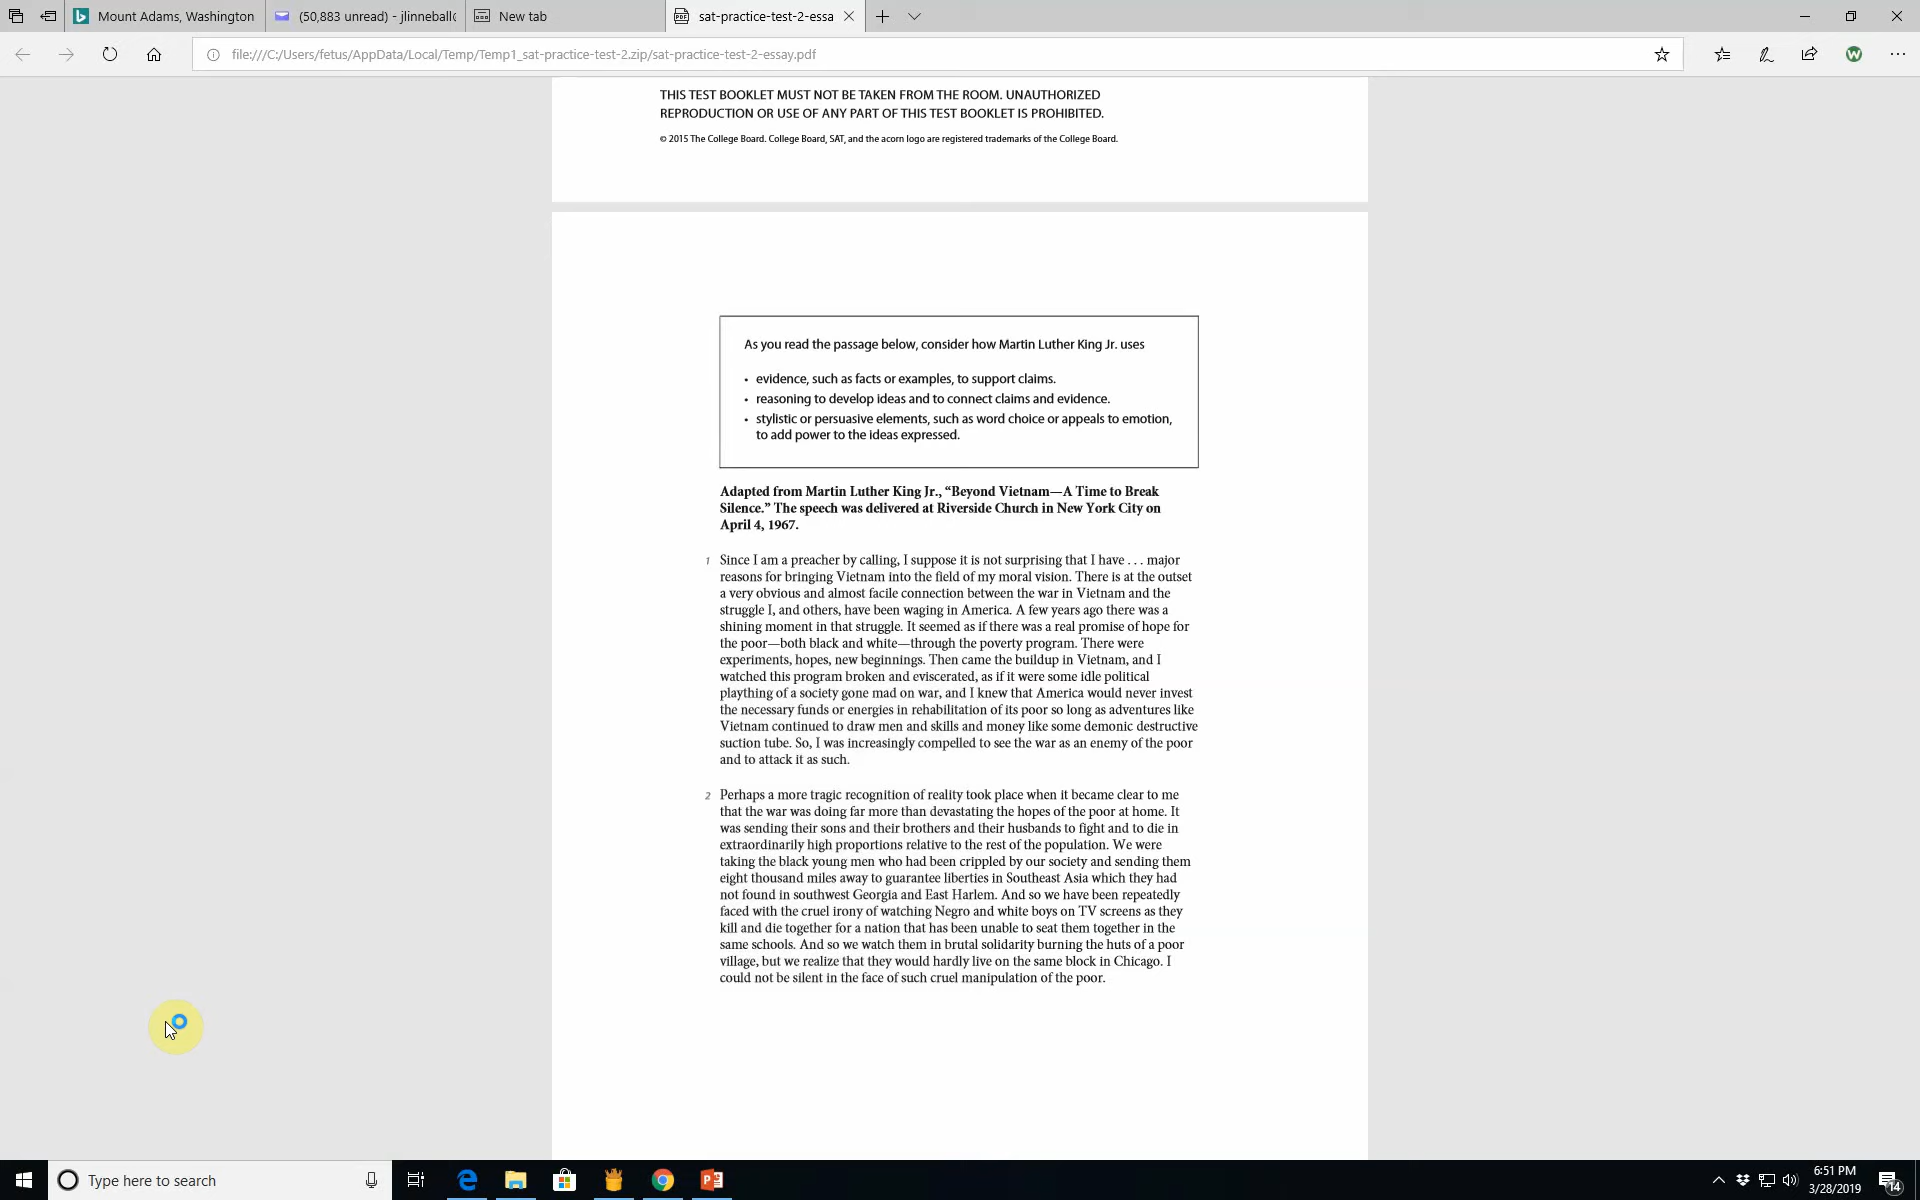 Mount Adams, Washington
(50,883 unread) - jlinneball
New tab
sat-practice-test-2-essa
file:///C:/Users/fetus/AppData/Local/Temp/Temp1_sat-practice-test-2.zip/sat-practice-test-2-essay.pdf
W
THIS TEST BOOKLET MUST NOT BE TAKEN FROM THE ROOM. UNAUTHORIZED
REPRODUCTION OR USE OF ANY PART OF THIS TEST BOOKLET IS PROHIBITED.
© 2015 The College Board. College Board, SAT, and the acorn logo are registered trademarks of the College Board.
As you read the passage below, consider how Martin Luther King Jr. uses
• evidence, such as facts or examples, to support claims.
• reasoning to develop ideas and to connect claims and evidence.
• stylistic or persuasive elements, such as word choice or appeals to emotion,
to add power to the ideas expressed.
Adapted from Martin Luther King Jr., “Beyond Vietnam—A Time to Break
Silence.” The speech was delivered at Riverside Church in New York City on
April 4, 1967.
1 Since I am a preacher by calling, I suppose it is not surprising that I have . . . major
reasons for bringing Vietnam into the field of my moral vision. There is at the outset
a very obvious and almost facile connection between the war in Vietnam and the
struggle I, and others, have been waging in America. A few years ago there was a
shining moment in that struggle. It seemed as if there was a real promise of hope for
the poor—both black and white—through the poverty program. There were
experiments, hopes, new beginnings. Then came the buildup in Vietnam, and I
watched this program broken and eviscerated, as if it were some idle political
plaything of a society gone mad on war, and I knew that America would never invest
the necessary funds or energies in rehabilitation of its poor so long as adventures like
Vietnam continued to draw men and skills and money like some demonic destructive
suction tube. So, I was increasingly compelled to see the war as an enemy of the poor
and to attack it as such.
2 Perhaps a more tragic recognition of reality took place when it became clear to me
that the war was doing far more than devastating the hopes of the poor at home. It
was sending their sons and their brothers and their husbands to fight and to die in
extraordinarily high proportions relative to the rest of the population. We were
taking the black young men who had been crippled by our society and sending them
eight thousand miles away to guarantee liberties in Southeast Asia which they had
not found in southwest Georgia and East Harlem. And so we have been repeatedly
faced with the cruel irony of watching Negro and white boys on TV screens as they
kill and die together for a nation that has been unable to seat them together in the
same schools. And so we watch them in brutal solidarity burning the huts of a poor
village, but we realize that they would hardly live on the same block in Chicago. I
could not be silent in the face of such cruel manipulation of the poor.
Type here to search
6:51 PM
3/28/2019
14